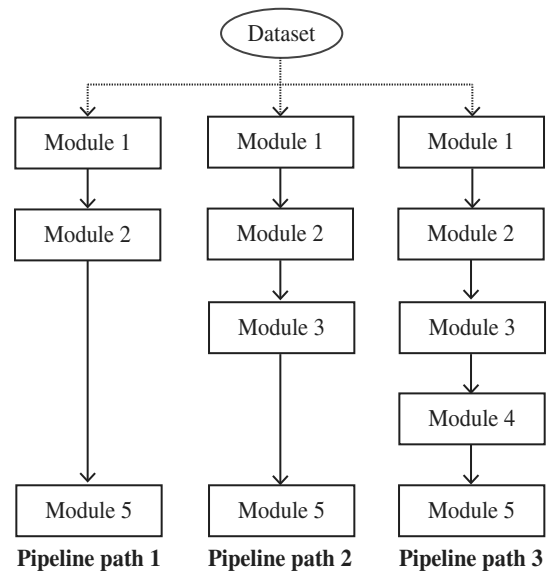 Dataset
Module 1 Module 1 Module 1
Module 2 Module 2 Module 2
Module 3 Module 3
Module 4
Module 5 Module 5 Module 5
Pipeline path 1 Pipeline path 2 Pipeline path 3